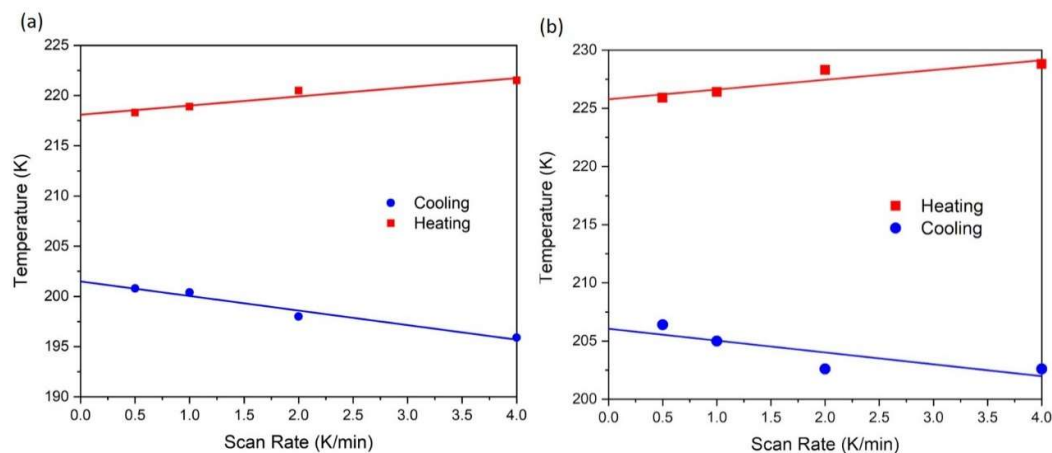 (a)
225
220
215
210
205
200
195
190
Temperature (K)
Cooling
Heating
0.0 0.5 1.0 1.5 2.0 2.5 3.0 3.5 4.0
Scan Rate (K/min)
(b)
230
225
220
215
210
205
200
Temperature (K)
Heating
Cooling
0.0 0.5 1.0 1.5 2.0 2.5 3.0 3.5 4.0
Scan Rate (K/min)